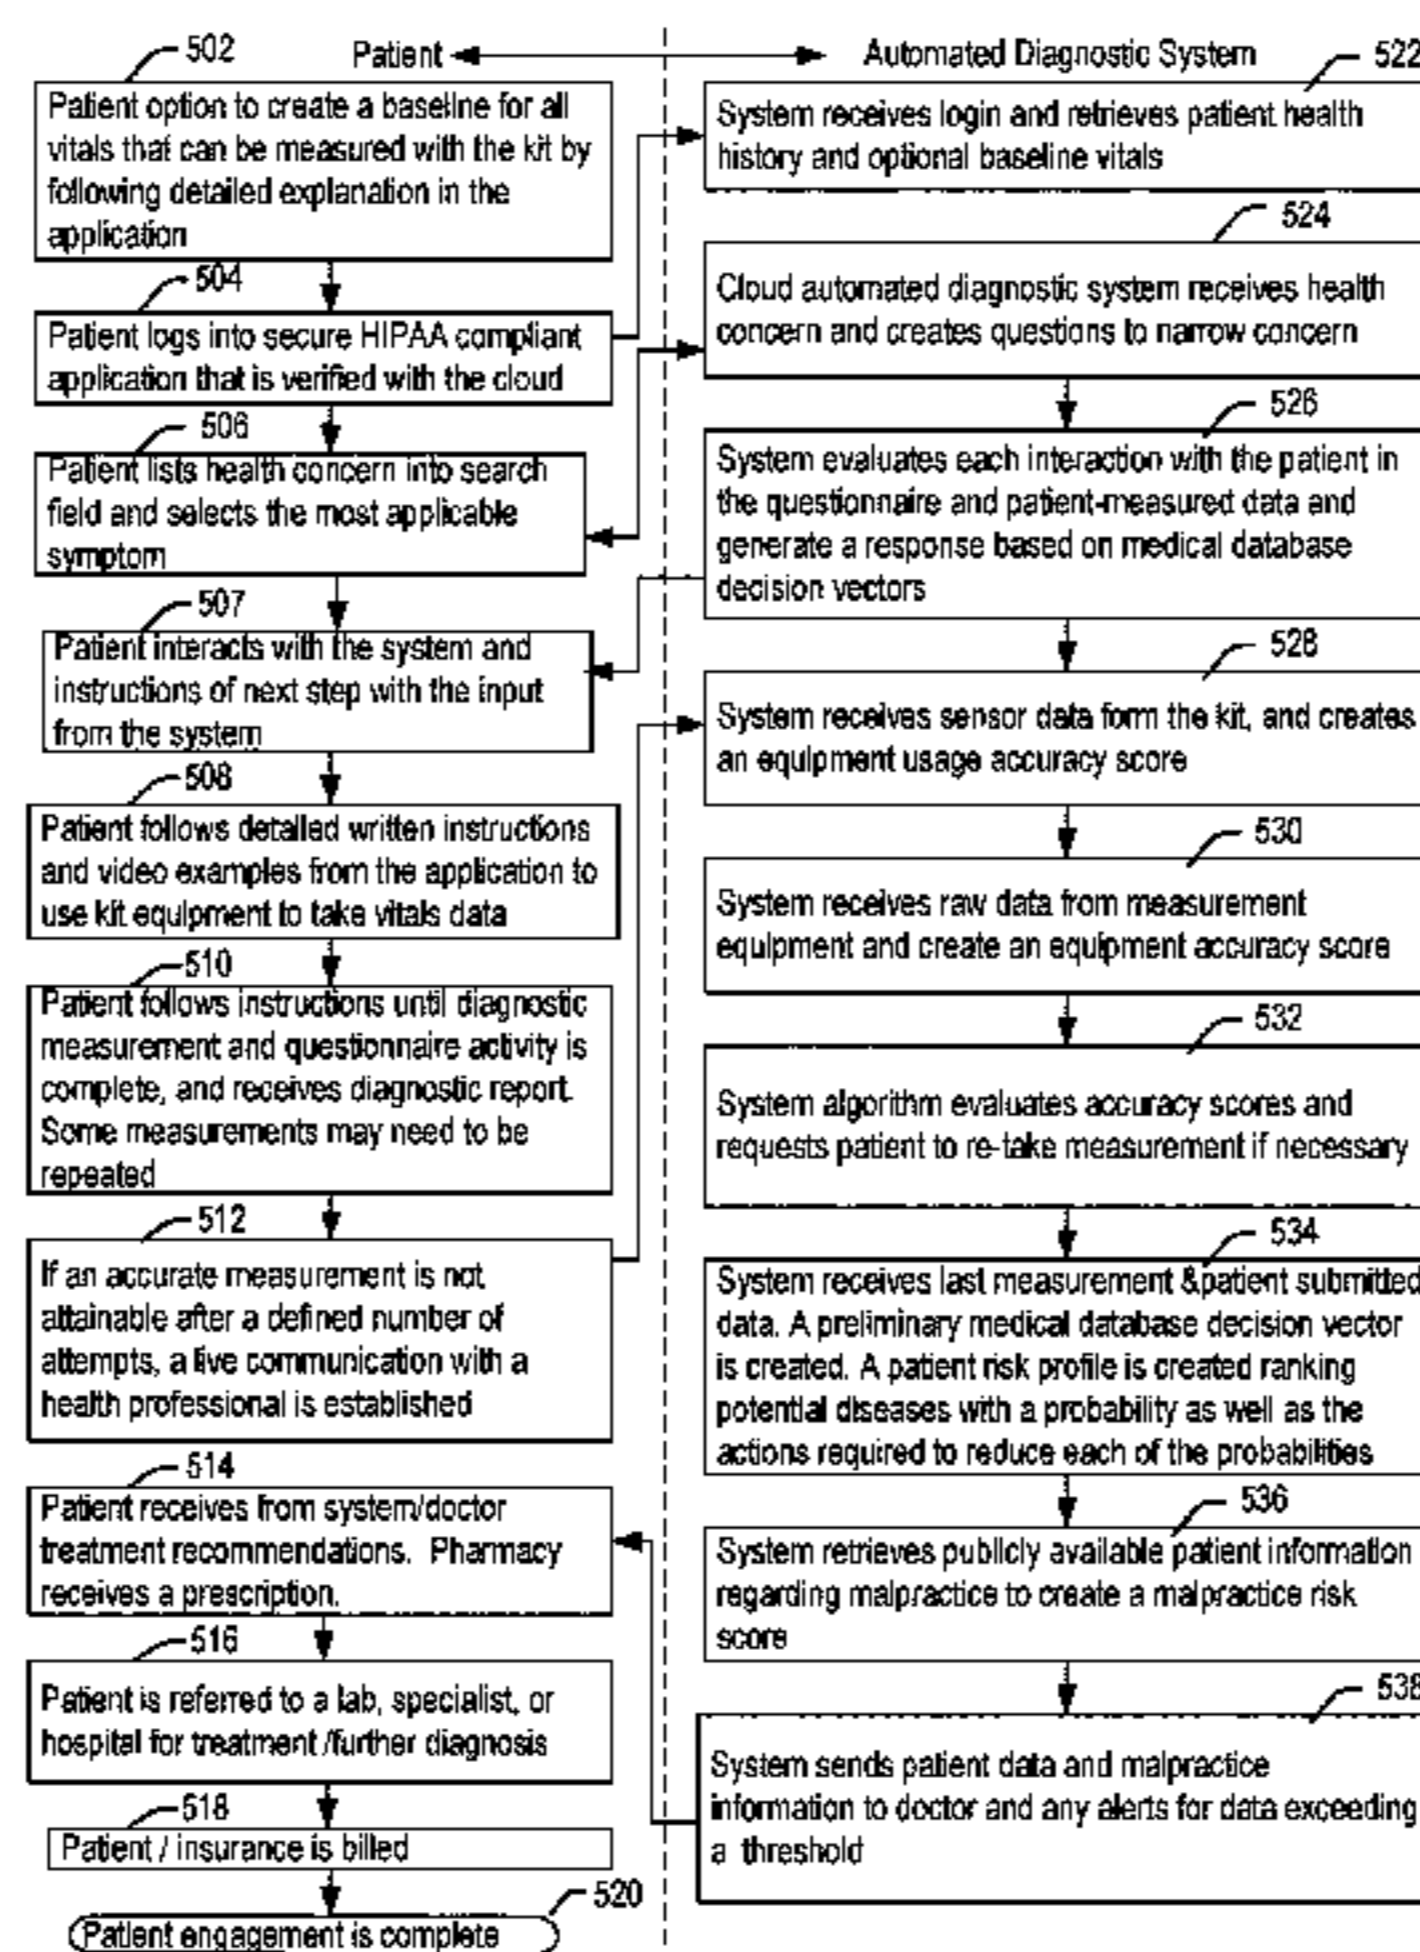 Patient
Automated Diagnostic System
502
Patient option to create a baseline for all
vitals that can be measured with the kit by
following detailed explanation in the
application
504
Patient logs into secure HIPAA compliant
application that is verified with the cloud
506
Patient lists health concern into search
field and selects the most applicable
symptom
507
Patient interacts with the system and
instructions of next step with the input
from the system
508
Patient follows detailed written instructions
and video examples from the application to
use kit equipment to take vitals data
510
Patient follows instructions until diagnostic
measurement and questionnaire activity is
complete, and receives diagnostic report.
Some measurements may need to be
repeated
512
If an accurate measurement is not
attainable after a defined number of
attempts, a live communication with a
health professional is established
514
Patient receives from system/doctor
treatment recommendations. Pharmacy
receives a prescription.
516
Patient is referred to a lab, specialist, or
hospital for treatment /further diagnosis
518
Patient / insurance is billed
520
Patient engagement is complete
522
System receives login and retrieves patient health
history and optional baseline vitals
524
Cloud automated diagnostic system receives health
concern and creates questions to narrow concern
526
System evaluates each interaction with the patient in
the questionnaire and patient-measured data and
generate a response based on medical database
decision vectors
528
System receives sensor data form the kit, and creates
an equipment usage accuracy score
530
System receives raw data from measurement
equipment and create an equipment accuracy score
532
System algorithm evaluates accuracy scores and
requests patient to re-take measurement if necessary
534
System receives last measurement &patient submitted
data. A preliminary medical database decision vector
is created. A patient risk profile is created ranking
potential diseases with a probability as well as the
actions required to reduce each of the probabilities
536
System retrieves publicly available patient information
regarding malpractice to create a malpractice risk
score
538
System sends patient data and malpractice
information to doctor and any alerts for data exceeding
a threshold